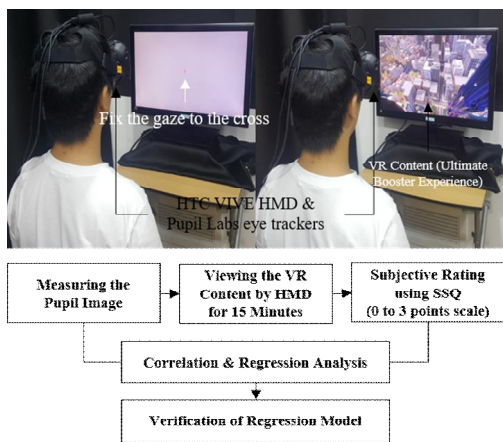 Fix the gaze to the cross
VR Content (Ultimate
Booster Experience)
HTC VIVE HMD &
Pupil Labs eye trackers
Measuring the
Pupil Image
Viewing the VR
Content by HMD
for 15 Minutes
Subjective Rating
using SSQ
(0 to 3 points scale)
Correlation & Regression Analysis
Verification of Regression Model